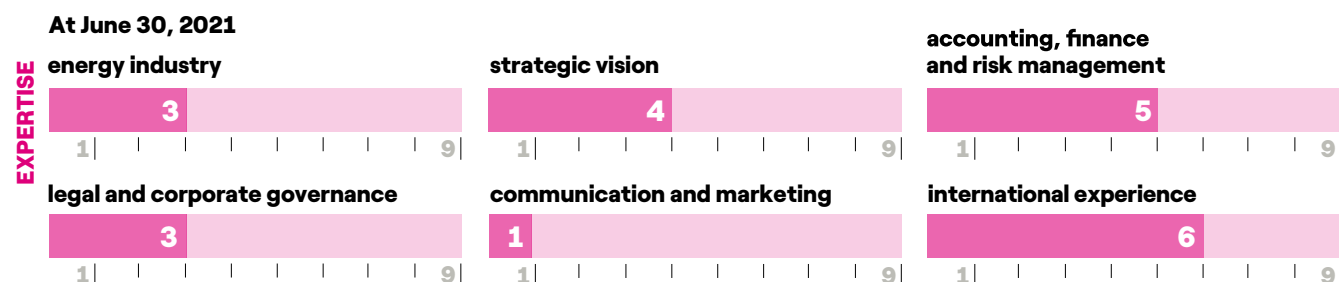 At June 30, 2021
EXPERTISE
energy industry
3
1 9
strategic vision
4
1 9
accounting, finance
and risk management
5
1 9
legal and corporate governance
3
1 9
communication and marketing
1
1 9
international experience
6
1 9